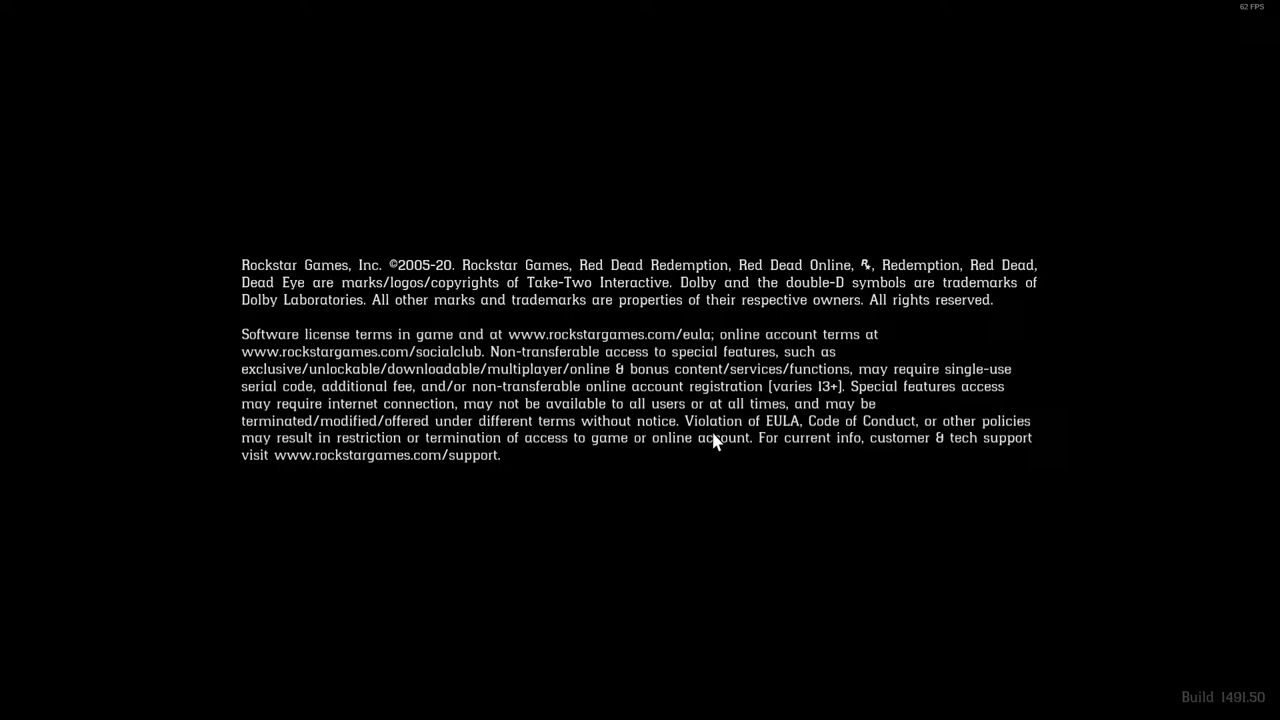 62 FPS
Rockstar Games, Inc. ©2005-20. Rockstar Games, Red Dead Redemption, Red Dead Online, R*, Redemption, Red Dead,
Dead Eye are marks/logos/copyrights of Take-Two Interactive. Dolby and the double-D symbols are trademarks of
Dolby Laboratories. All other marks and trademarks are properties of their respective owners. All rights reserved.
Software license terms in game and at www.rockstargames.com/eula; online account terms at
www.rockstargames.com/socialclub. Non-transferable access to special features, such as
exclusive/unlockable/downloadable/multiplayer/online & bonus content/services/functions, may require single-use
serial code, additional fee, and/or non-transferable online account registration [varies 13+]. Special features access
may require internet connection, may not be available to all users or at all times, and may be
terminated/modified/offered under different terms without notice. Violation of EULA, Code of Conduct, or other policies
may result in restriction or termination of access to game or online account. For current info, customer & tech support
visit www.rockstargames.com/support.
Build 1491.50